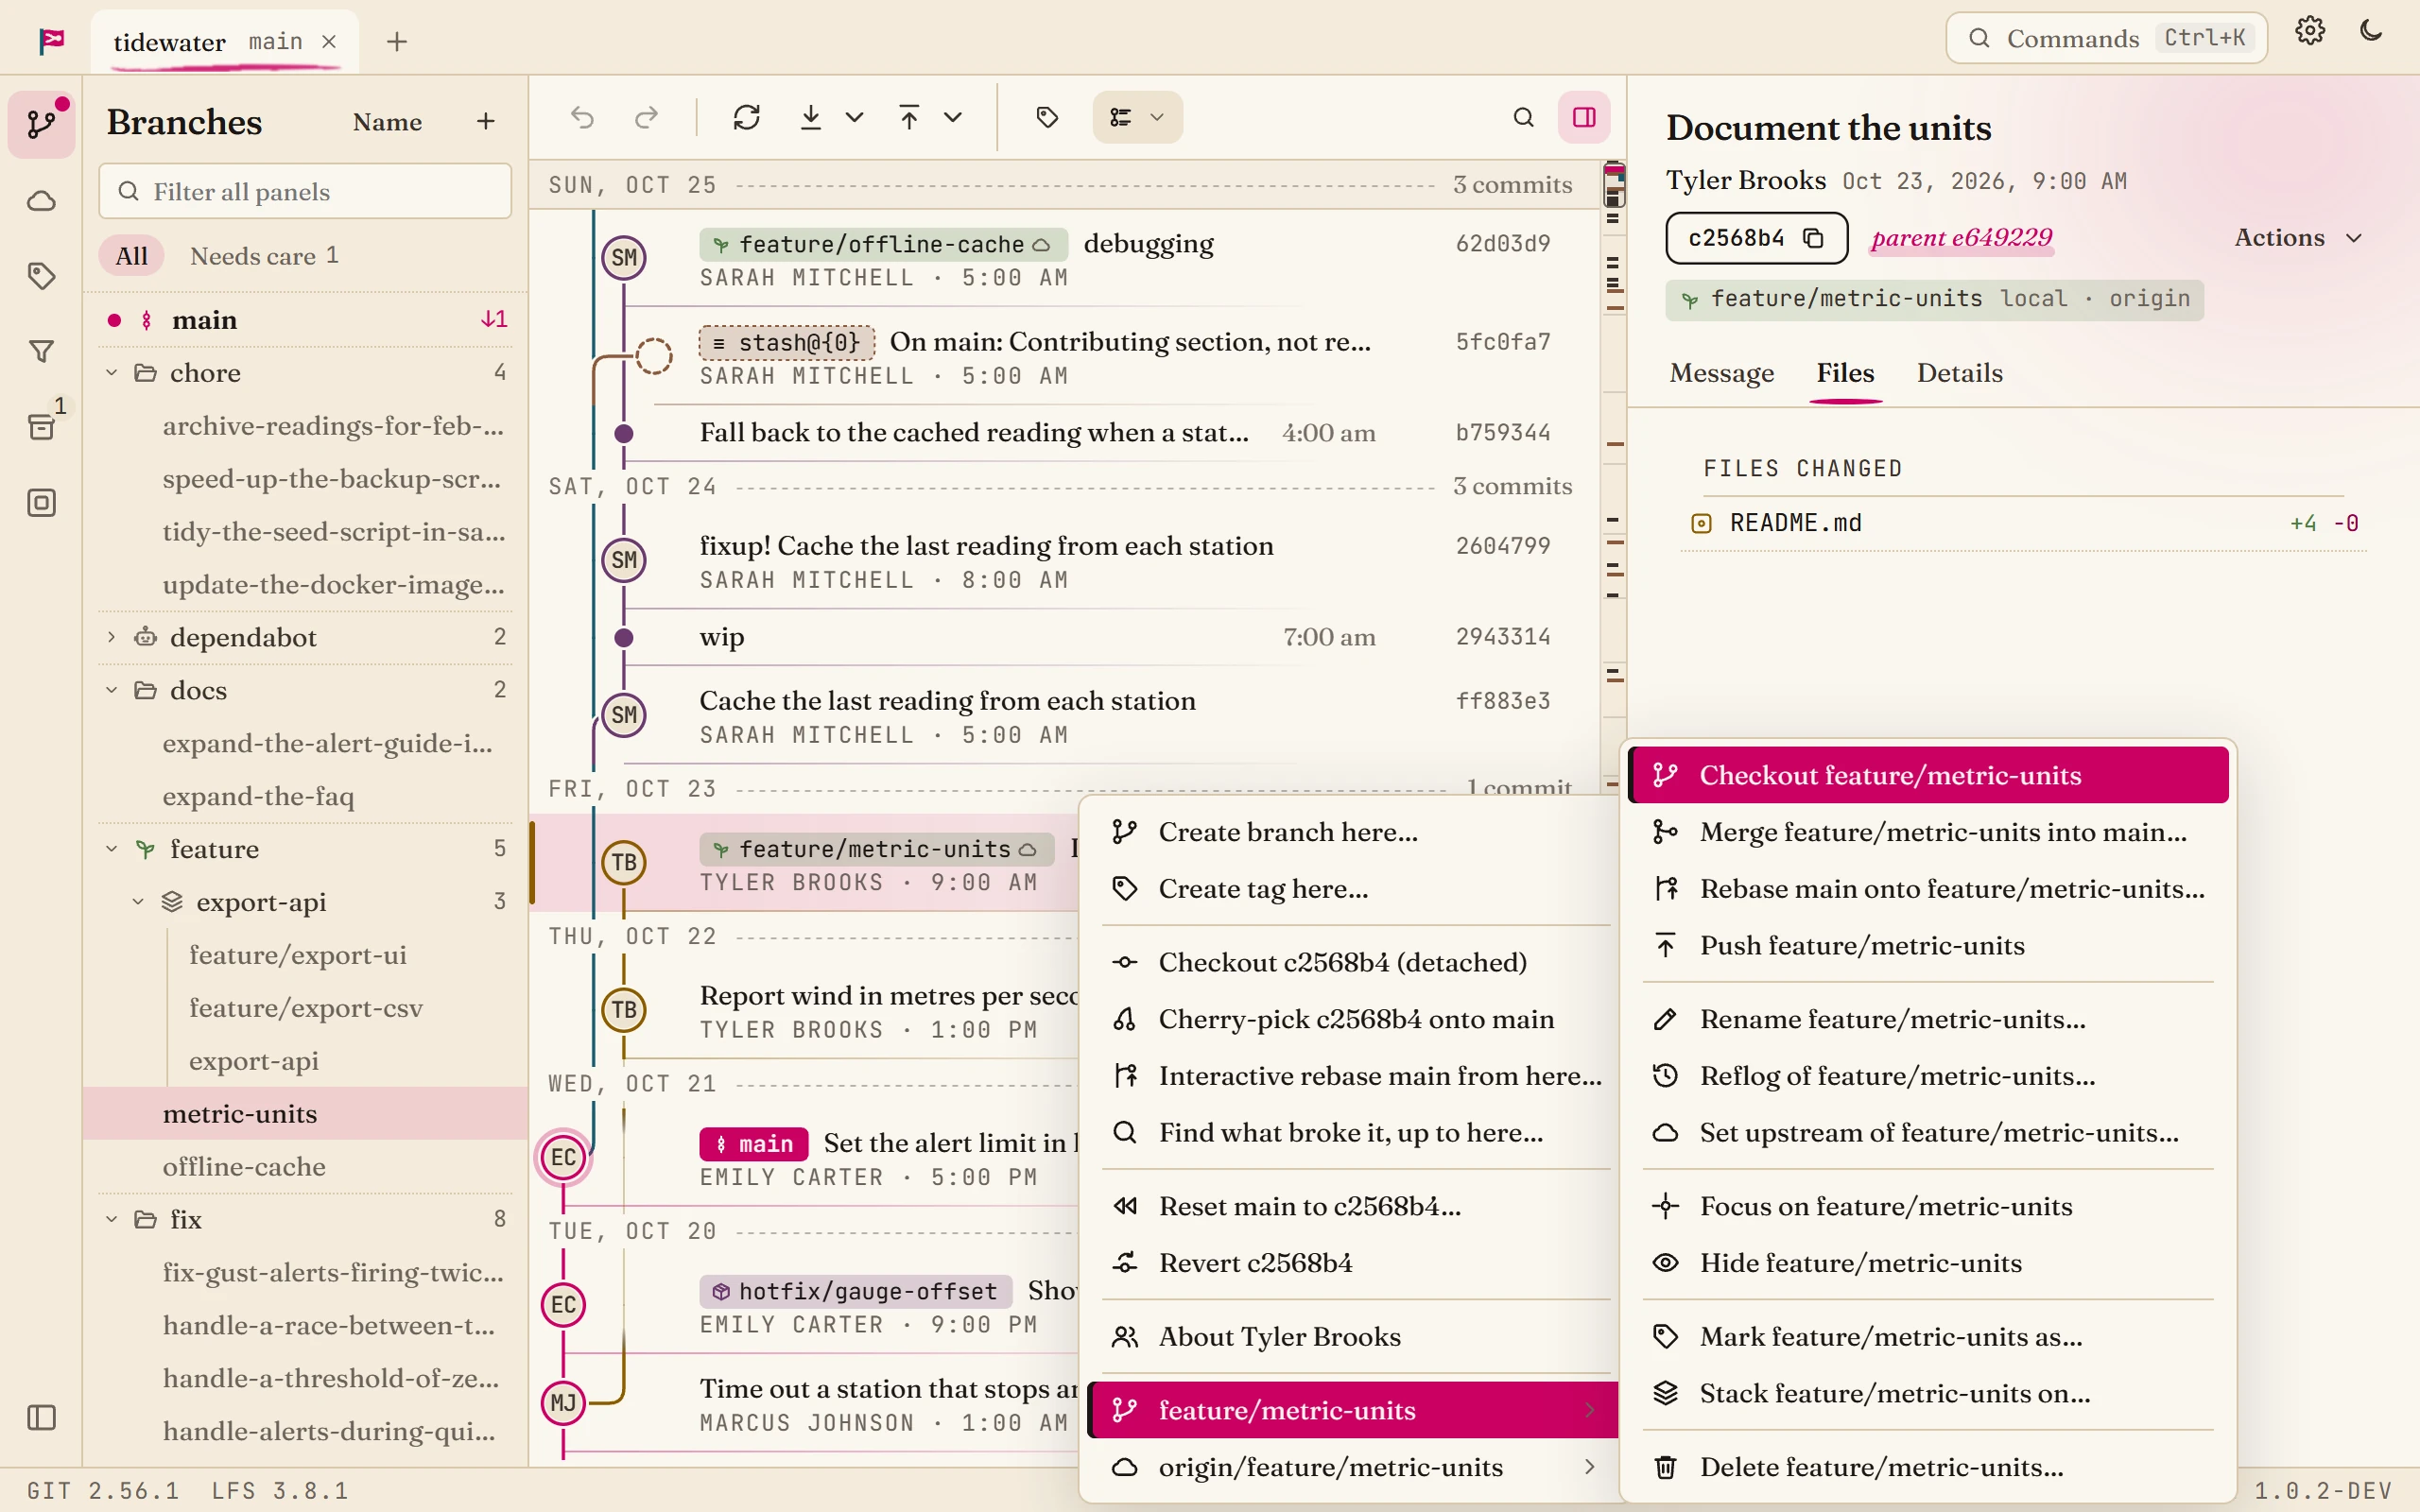 tidewater main
Commands Ctrl+K
Branches Name
Filter all panels
All Needs care 1
main ↓1
chore 4
archive-readings-for-feb-...
speed-up-the-backup-scr...
tidy-the-seed-script-in-sa...
update-the-docker-image...
dependabot 2
docs 2
expand-the-alert-guide-i...
expand-the-faq
feature 5
export-api 3
feature/export-ui
feature/export-csv
export-api
metric-units
offline-cache
fix 8
fix-gust-alerts-firing-twic...
handle-a-race-between-t...
handle-a-threshold-of-ze...
handle-alerts-during-qui...
1
SUN, OCT 25 3 commits
SM feature/offline-cache debugging 62d03d9
SARAH MITCHELL · 5:00 AM
stash@{0} On main: Contributing section, not re... 5fc0fa7
SARAH MITCHELL · 5:00 AM
Fall back to the cached reading when a stat... 4:00 am b759344
SAT, OCT 24 3 commits
SM fixup! Cache the last reading from each station 2604799
SARAH MITCHELL · 8:00 AM
wip 7:00 am 2943314
SM Cache the last reading from each station ff883e3
SARAH MITCHELL · 5:00 AM
FRI, OCT 23 1 commit
TB feature/metric-units
TYLER BROOKS · 9:00 AM
THU, OCT 22
TB Report wind in metres per seco
TYLER BROOKS · 1:00 PM
WED, OCT 21
EC main Set the alert limit in
EMILY CARTER · 5:00 PM
TUE, OCT 20
EC hotfix/gauge-offset Sho
EMILY CARTER · 9:00 PM
MJ Time out a station that stops a
MARCUS JOHNSON · 1:00 AM
Document the units
Tyler Brooks Oct 23, 2026, 9:00 AM
c2568b4 parent e649229 Actions
feature/metric-units local · origin
Message Files Details
FILES CHANGED
README.md +4 -0
Create branch here...
Create tag here...
Checkout c2568b4 (detached)
Cherry-pick c2568b4 onto main
Interactive rebase main from here...
Find what broke it, up to here...
Reset main to c2568b4...
Revert c2568b4
About Tyler Brooks
feature/metric-units
origin/feature/metric-units
Checkout feature/metric-units
Merge feature/metric-units into main...
Rebase main onto feature/metric-units...
Push feature/metric-units
Rename feature/metric-units...
Reflog of feature/metric-units...
Set upstream of feature/metric-units...
Focus on feature/metric-units
Hide feature/metric-units
Mark feature/metric-units as...
Stack feature/metric-units on...
Delete feature/metric-units...
GIT 2.56.1 LFS 3.8.1
1.0.2-DEV